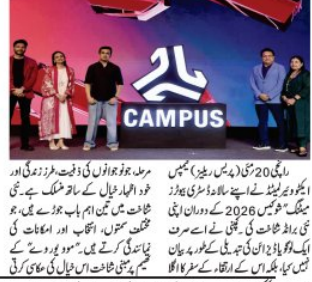 CAMPUS
رانچی 20 مئی (پریس ریلیز) کیمپس
ایکٹو ویئر لمیٹڈ نے اپنے سالانہ ڈسٹری بیوٹرز
میٹنگ "شوکیس 2026 کے دوران اپنی
نئی برانڈ شناخت کی۔ کمپنی نے اسے صرف
ایک لوگو یا ڈیزائن کی تبدیلی کے طور پر بیان
نہیں کیا، بلکہ اس کے ارتقاء کے سفر کا اگلا
مرحلہ، جو نوجوانوں کی ذہنیت، طرز زندگی اور
خود اظہار خیال کے ساتھ منسلک ہے۔ نئی
شناخت میں تین اہم باب جوڑے ہیں، جو
مختلف سمتوں، انتخاب اور امکانات کی
نمائندگی کرتے ہیں۔ "موو یور وے" کے
تھیم پر مبنی شناخت اس خیال کی عکاسی کرتی